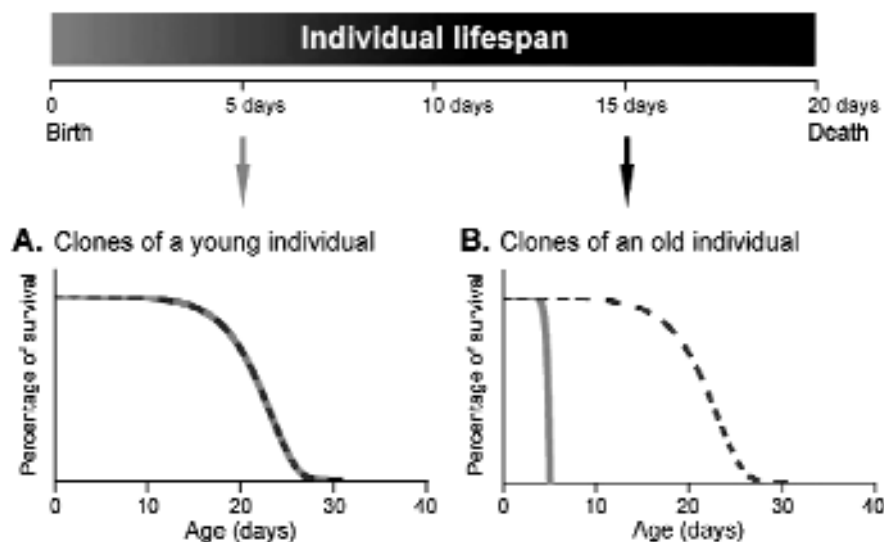 Individual lifespan
0 5 days 10 days 15 days 20 days
Birth Death
A. Clones of a young individual
B. Clones of an old individual
Percentage of survival
0 10 20 30 40
Age (days)
Percentage of survival
0 10 20 30 40
Age (days)